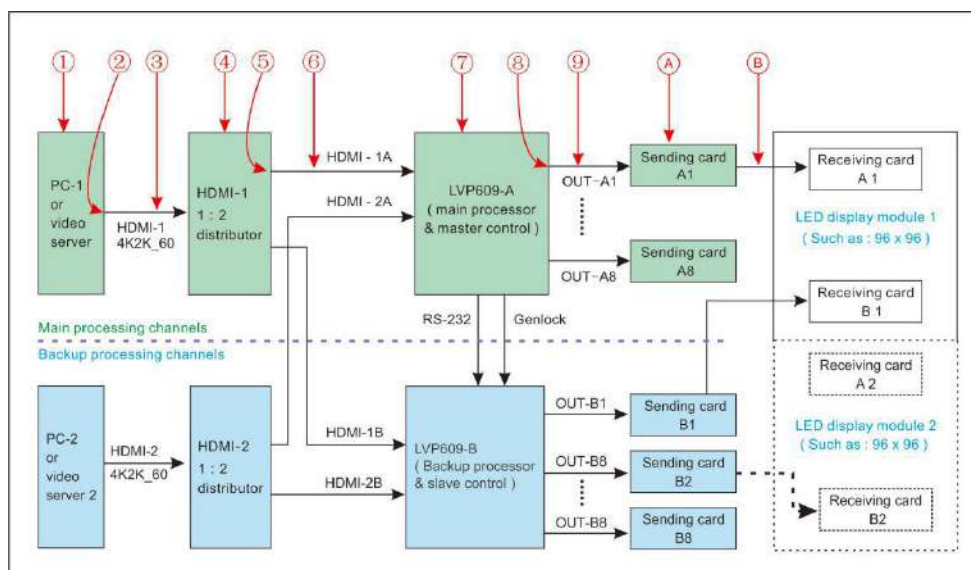 ①
②
③
④
⑤
⑥
⑦
⑧
⑨
Ⓐ
Ⓑ
PC-1
or
video
server
HDMI-1
4K2K_60
HDMI-1
1 : 2
distributor
HDMI - 1A
HDMI - 2A
LVP609-A
( main processor
& master control )
OUT-A1
OUT-A8
Sending card
A1
Sending card
A8
Receiving card
A 1
LED display module 1
( Such as : 96 x 96 )
Receiving card
B 1
RS-232
Genlock
Main processing channels
Backup processing channels
PC-2
or
video
server 2
HDMI-2
4K2K_60
HDMI-2
1 : 2
distributor
HDMI-1B
HDMI-2B
LVP609-B
( Backup processor
& slave control )
OUT-B1
OUT-B8
OUT-B8
Sending card
B1
Sending card
B2
Sending card
B8
Receiving card
A 2
LED display module 2
( Such as : 96 x 96 )
Receiving card
B2